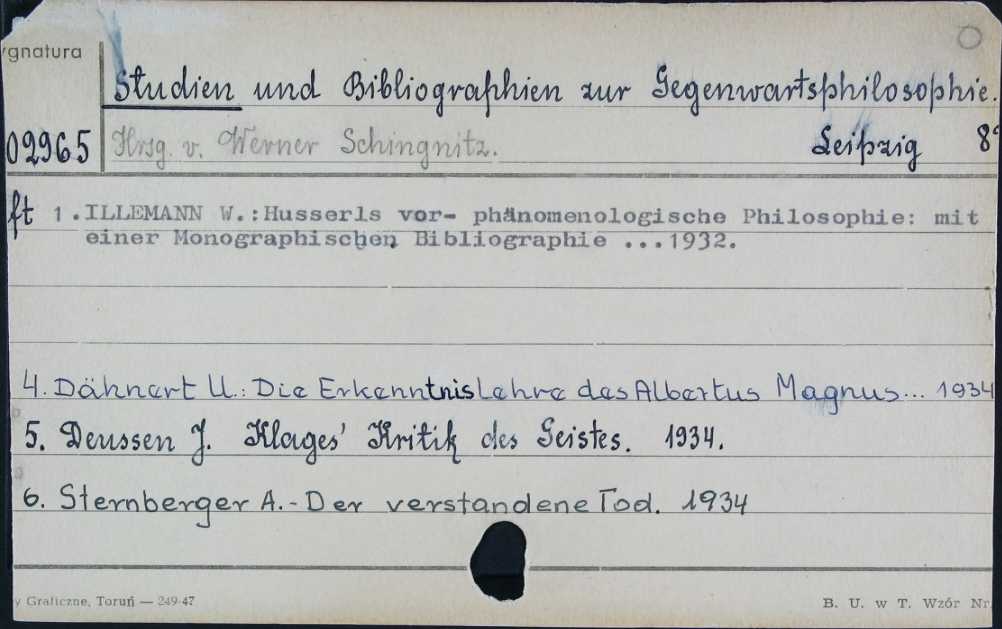 ygnatura
Studien und Bibliographien zur Gegenwartsphilosophie.
02965 Hrsg. v. Werner Schingnitz. Leipzig 8°
ft 1.ILLEMANN W.:Husserls vor- phänomenologische Philosophie: mit
einer Monographischen Bibliographie ...1932.
4. Dähnert U.: Die Erkenntnislehre des Albertus Magnus... 1934
5. Deussen J. Klages' Kritik des Geistes. 1934.
6. Sternberger A.- Der verstandene Tod. 1934
y Graficzne, Toruń — 249-47 B. U. w T. Wzór Nr.